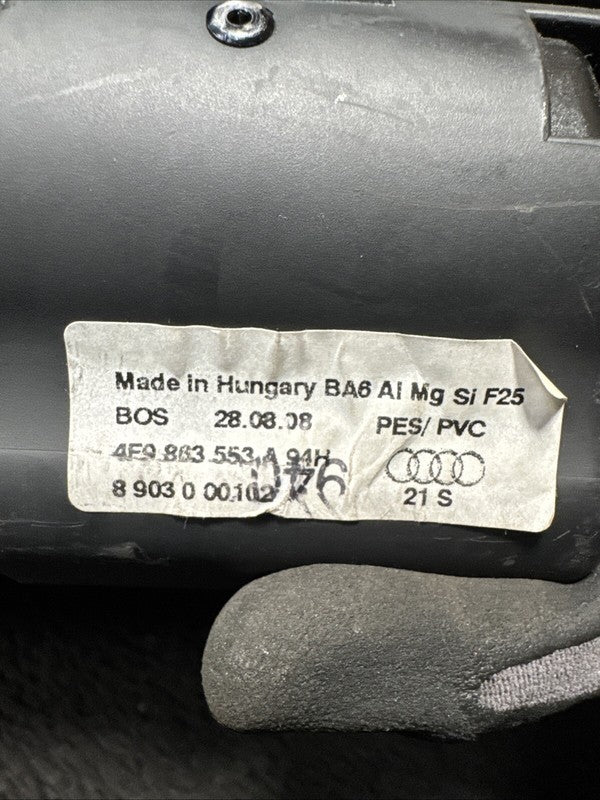 Made in Hungary BA6 Al Mg Si F25
BOS 28.08.08 PES/ PVC
4E9 863 553 A 94H
8 903 0 00102
21 S